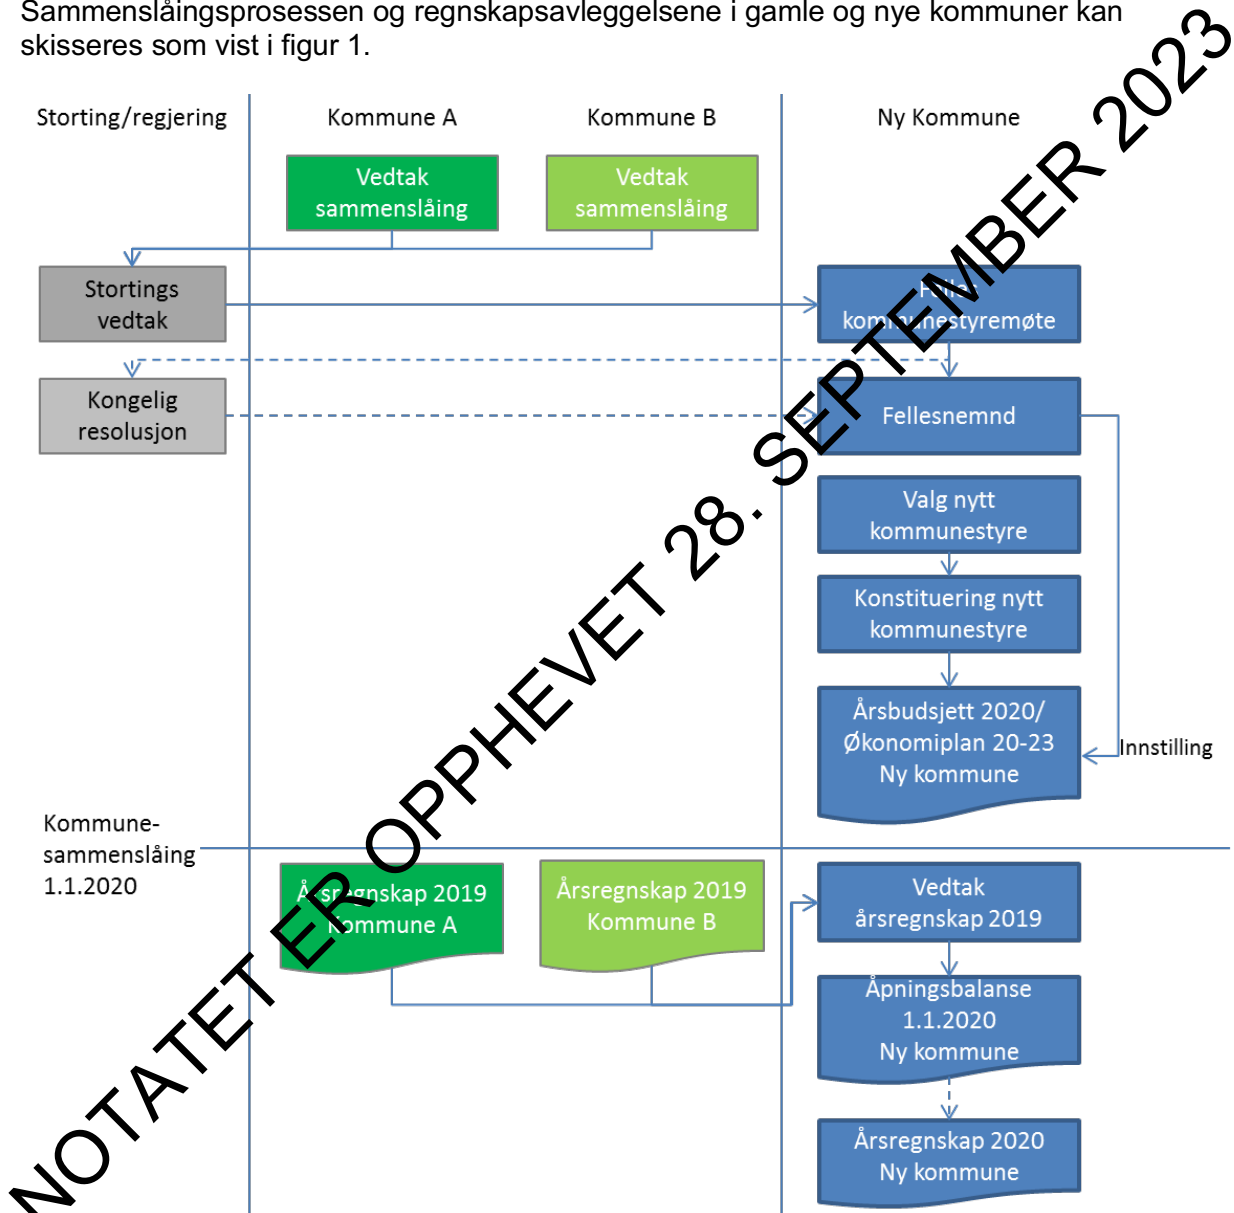 Sammenslåingsprosessen og regnskapsavleggelsene i gamle og nye kommuner kan
skisseres som vist i figur 1.
Storting/regjering
Kommune A
Kommune B
Ny Kommune
Vedtak
sammenslåing
Vedtak
sammenslåing
Stortings
vedtak
kommunestyremøte
Kongelig
resolusjon
Fellesnemnd
Valg nytt
kommunestyre
Konstituering nytt
kommunestyre
Årsbudsjett 2020/
Økonomiplan 20-23
Ny kommune
Innstilling
Kommune-
sammenslåing
1.1.2020
Årsregnskap 2019
Kommune A
Årsregnskap 2019
Kommune B
Vedtak
årsregnskap 2019
Åpningsbalanse
1.1.2020
Ny kommune
Årsregnskap 2020
Ny kommune
NOTATET ER OPPHEVET 28. SEPTEMBER 2023